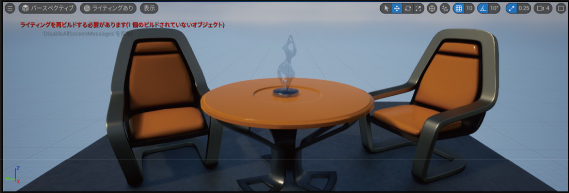 パースペクティブ ライティングあり 表示 10 10° 0.25 4
ライティングを再ビルドする必要があります(1 個のビルドされていないオブジェクト)
'DisableAllScreenMessages' to